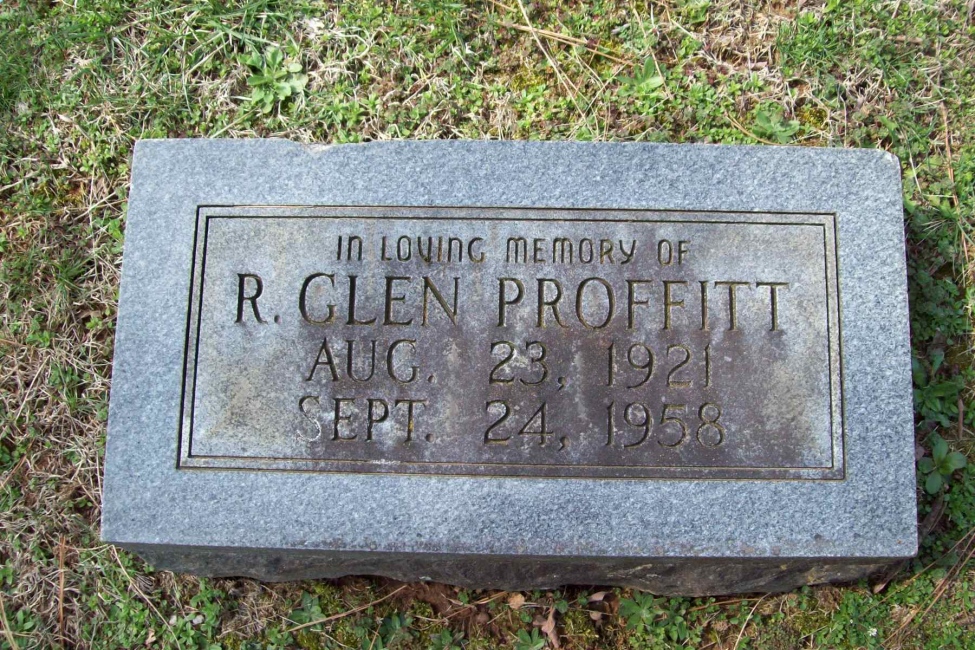 IN LOVING MEMORY OF
R. GLEN PROFFITT
AUG. 23, 1921
SEPT. 24, 1958